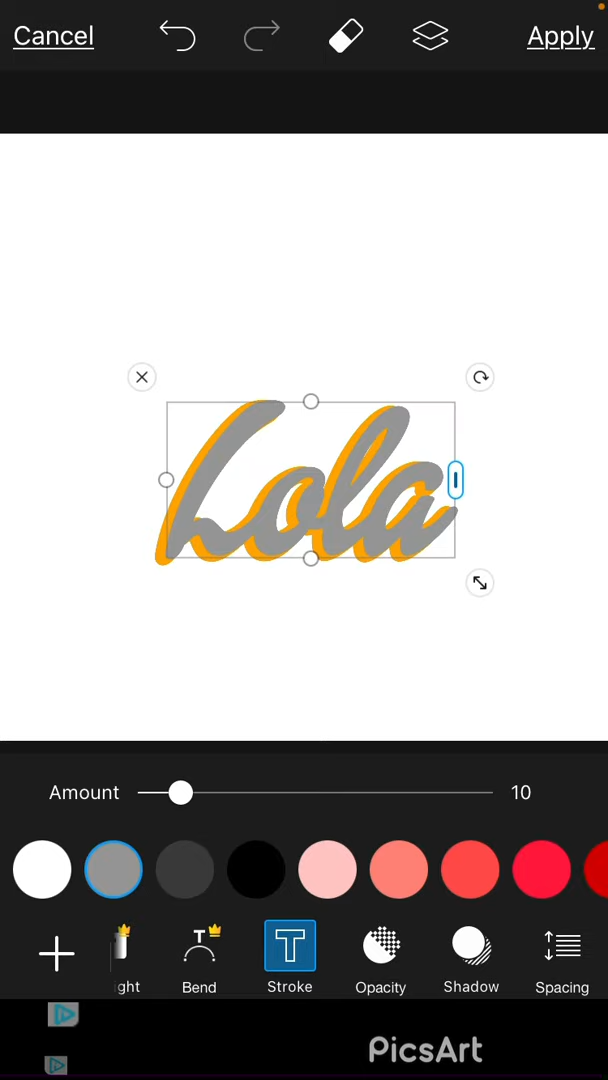 Cancel
Apply
Lola
Amount
10
ght
Bend
Stroke
Opacity
Shadow
Spacing
PicsArt